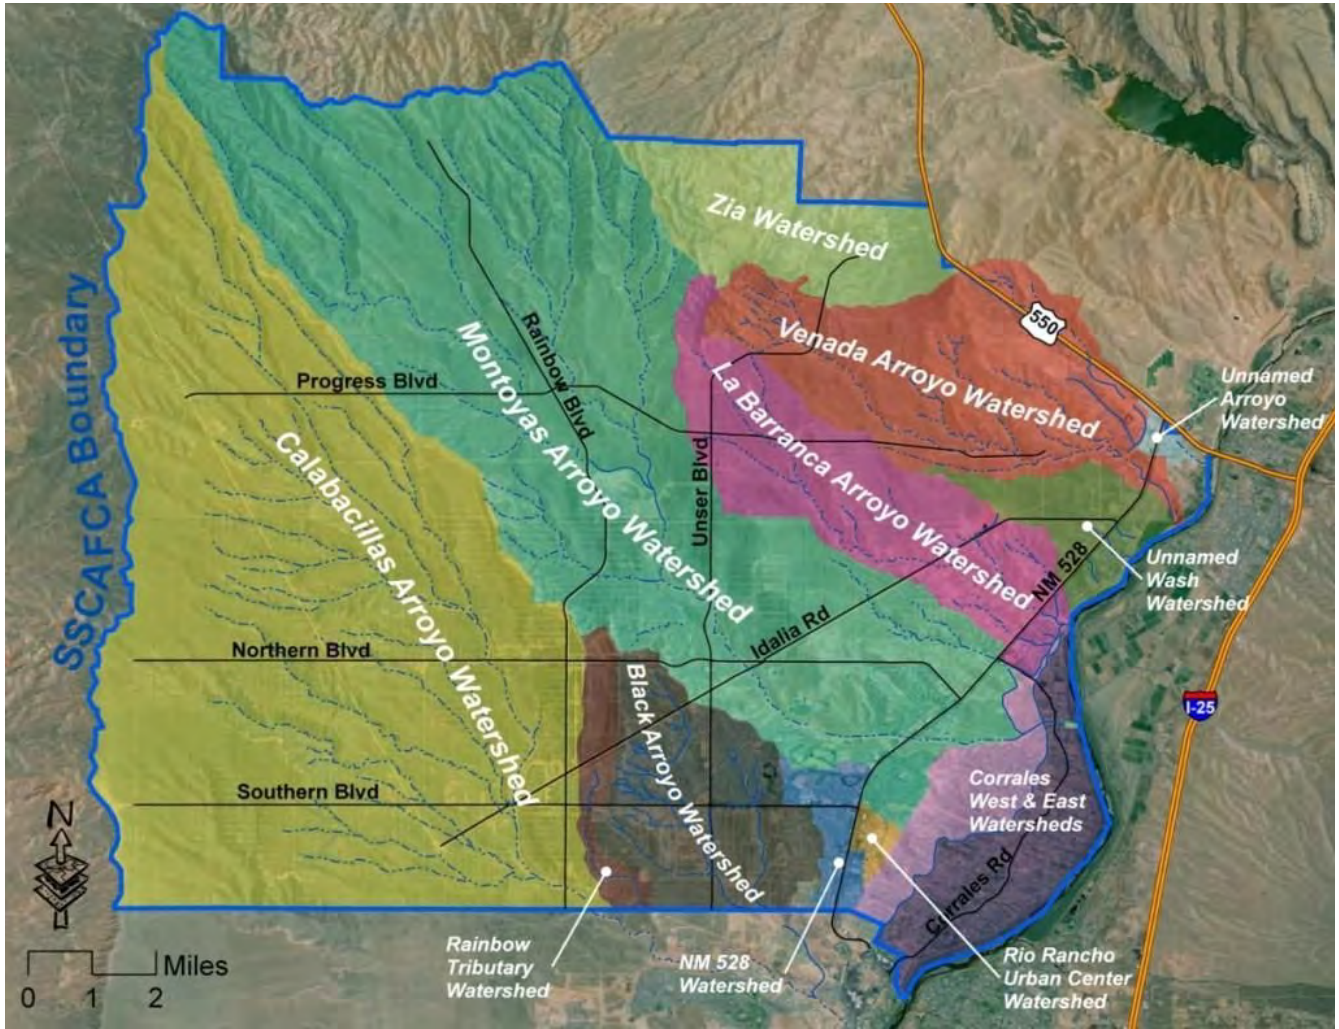 Zia Watershed
550
Venada Arroyo Watershed
Rainbow Blvd
Montoyas Arroyo Watershed
Progress Blvd
La Barranca Arroyo Watershed
Unnamed
Arroyo
Watershed
SSCAFCA Boundary
Calabacillas Arroyo Watershed
Unser Blvd
NM 528
Unnamed
Wash
Watershed
Idalia Rd
Northern Blvd
Black Arroyo Watershed
I-25
Southern Blvd
Corrales
West & East
Watersheds
N
Corrales Rd
Rainbow
Tributary
Watershed
NM 528
Watershed
Rio Rancho
Urban Center
Watershed
Miles
0 1 2